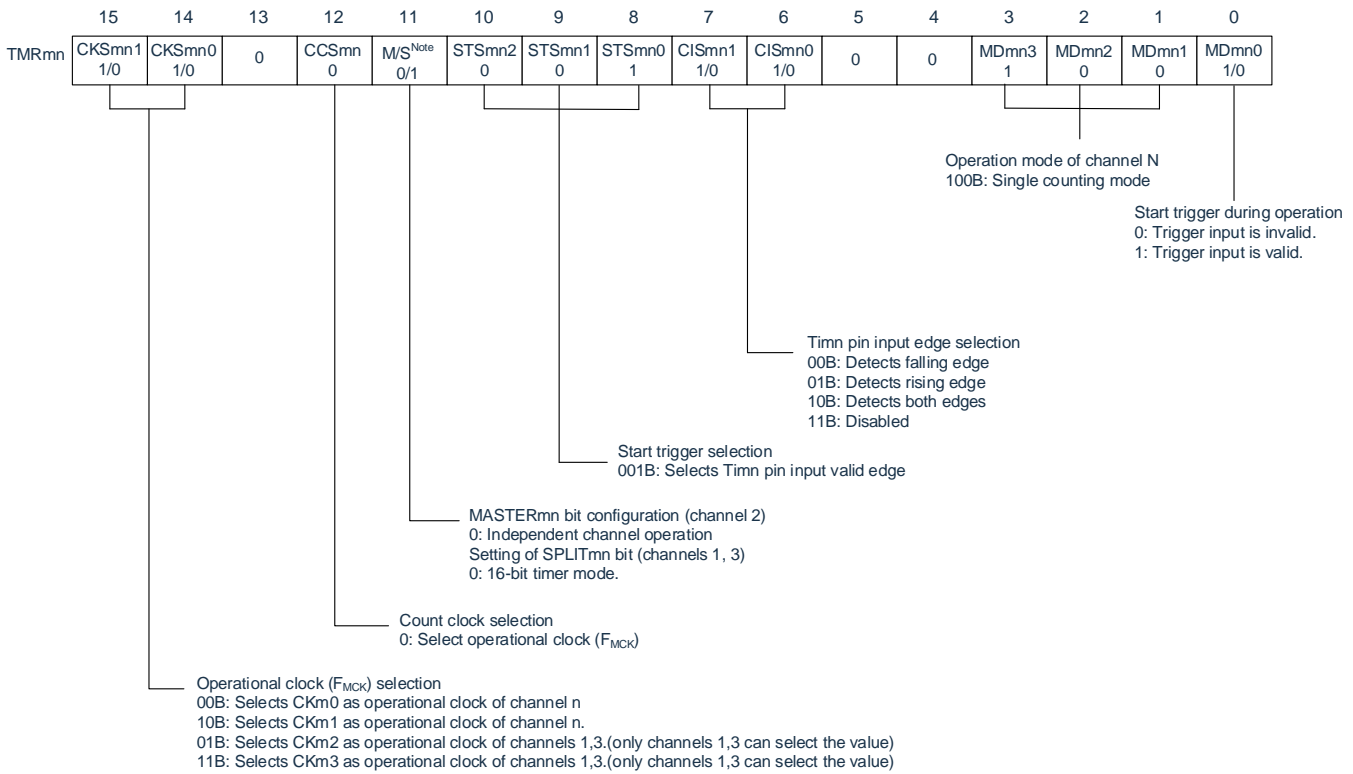 15 14 13 12 11 10 9 8 7 6 5 4 3 2 1 0
TMRmn CKSmn1 CKSmn0 0 CCSmn M/SNote STSmn2 STSmn1 STSmn0 CISmn1 CISmn0 0 0 MDmn3 MDmn2 MDmn1 MDmn0
1/0 1/0 0 0/1 0 0 1 1/0 1/0 1 0 0 1/0
Operation mode of channel N
100B: Single counting mode
Start trigger during operation
0: Trigger input is invalid.
1: Trigger input is valid.
Timn pin input edge selection
00B: Detects falling edge
01B: Detects rising edge
10B: Detects both edges
11B: Disabled
Start trigger selection
001B: Selects Timn pin input valid edge
MASTERmn bit configuration (channel 2)
0: Independent channel operation
Setting of SPLITmn bit (channels 1, 3)
0: 16-bit timer mode.
Count clock selection
0: Select operational clock (FMCK)
Operational clock (FMCK) selection
00B: Selects CKm0 as operational clock of channel n
10B: Selects CKm1 as operational clock of channel n.
01B: Selects CKm2 as operational clock of channels 1,3.(only channels 1,3 can select the value)
11B: Selects CKm3 as operational clock of channels 1,3.(only channels 1,3 can select the value)